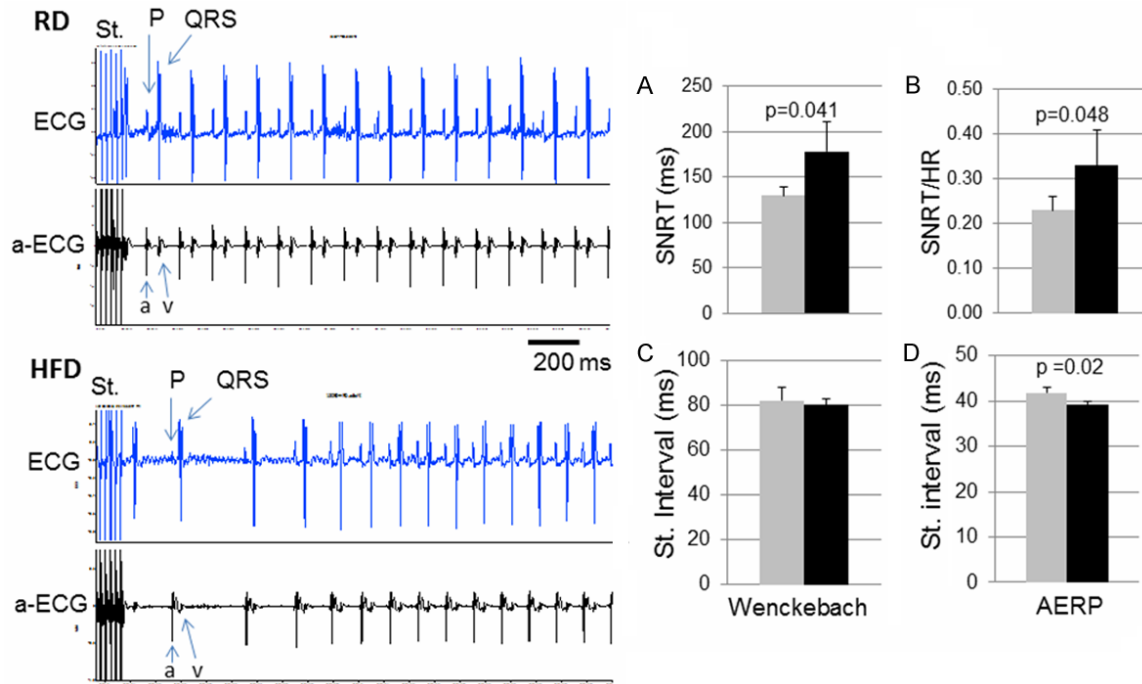 RD
St.
P
QRS
ECG
a-ECG
a
v
200 ms
HFD
St.
P
QRS
ECG
a-ECG
a
v
A
250
200
150
100
50
0
SNRT (ms)
p=0.041
B
0.50
0.40
0.30
0.20
0.10
0.00
SNRT/HR
p=0.048
C
100
80
60
40
20
0
St. Interval (ms)
Wenckebach
D
50
40
30
20
10
0
St. interval (ms)
p =0.02
AERP